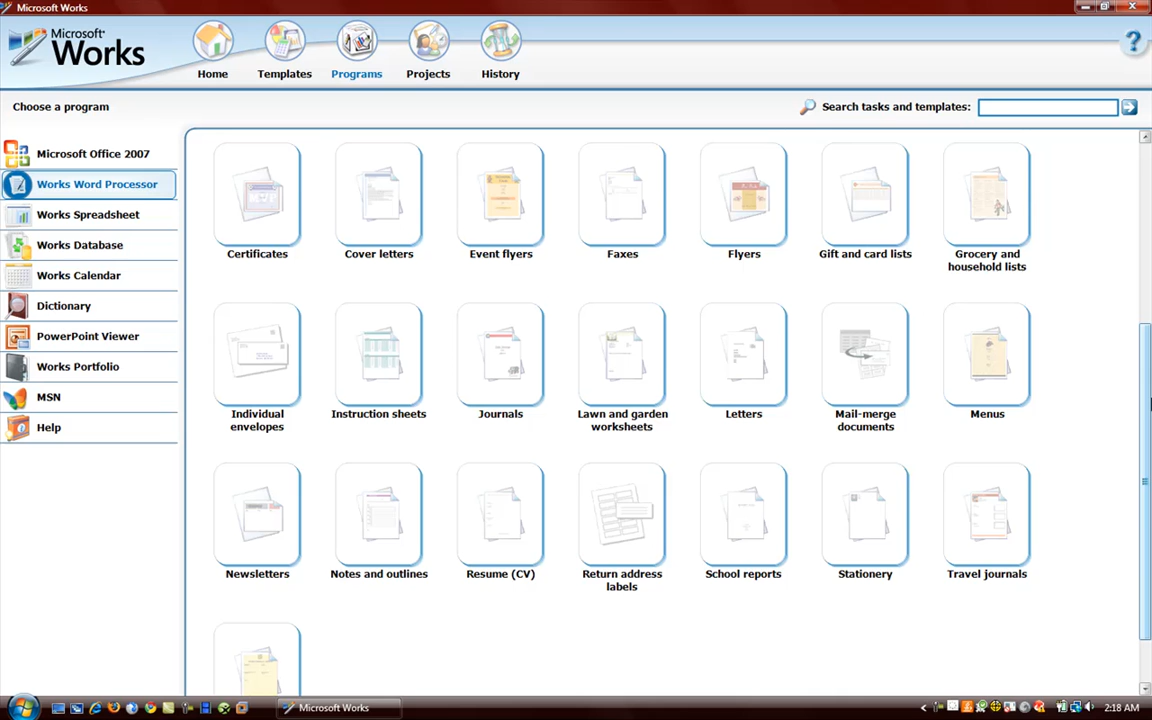 Microsoft Works
Microsoft®
Works
Home
Templates
Programs
Projects
History
Choose a program
Search tasks and templates:
Microsoft Office 2007
Works Word Processor
Works Spreadsheet
Works Database
Works Calendar
Dictionary
PowerPoint Viewer
Works Portfolio
MSN
Help
Certificates
Cover letters
Event flyers
Faxes
Flyers
Gift and card lists
Grocery and
household lists
Individual
envelopes
Instruction sheets
Journals
Lawn and garden
worksheets
Letters
Mail-merge
documents
Menus
Newsletters
Notes and outlines
Resume (CV)
Return address
labels
School reports
Stationery
Travel journals
Microsoft Works
2:18 AM